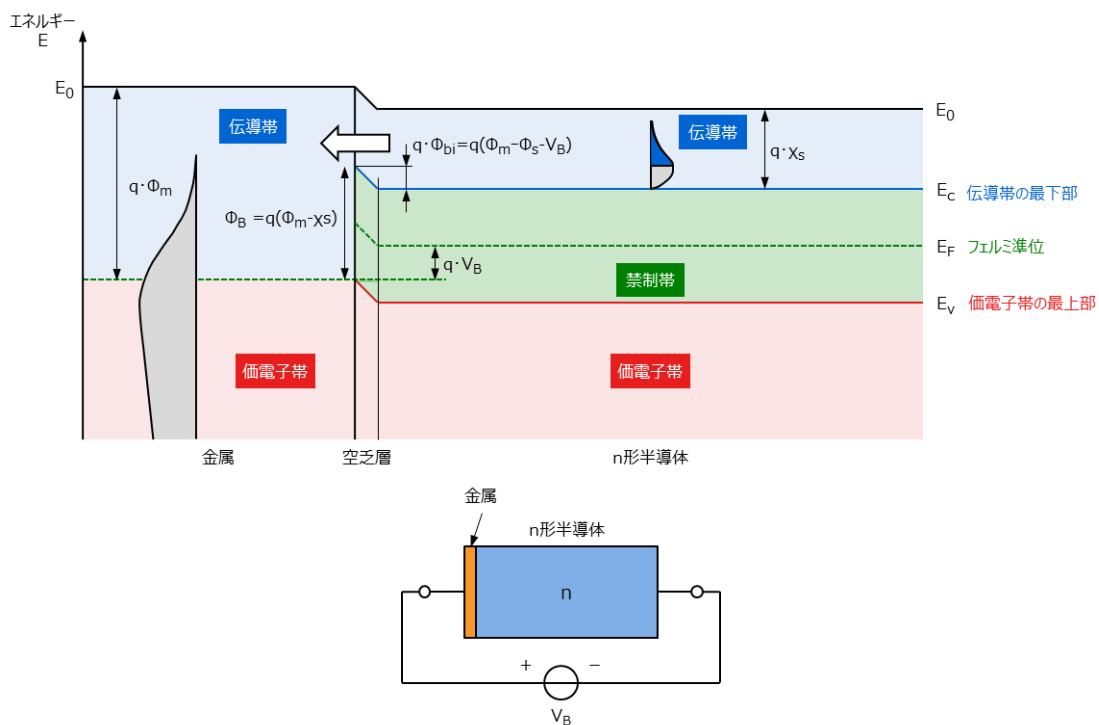 エネルギー
E
E₀
伝導帯
q·Φm
q·Φbi=q(Φm−Φs−VB)
ΦB =q(Φm-χs)
q·VB
伝導帯
q·χs
禁制帯
価電子帯
価電子帯
E₀
EC 伝導帯の最下部
EF フェルミ準位
Ev 価電子帯の最上部
金属
空乏層
n形半導体
金属
n形半導体
n
+
−
VB